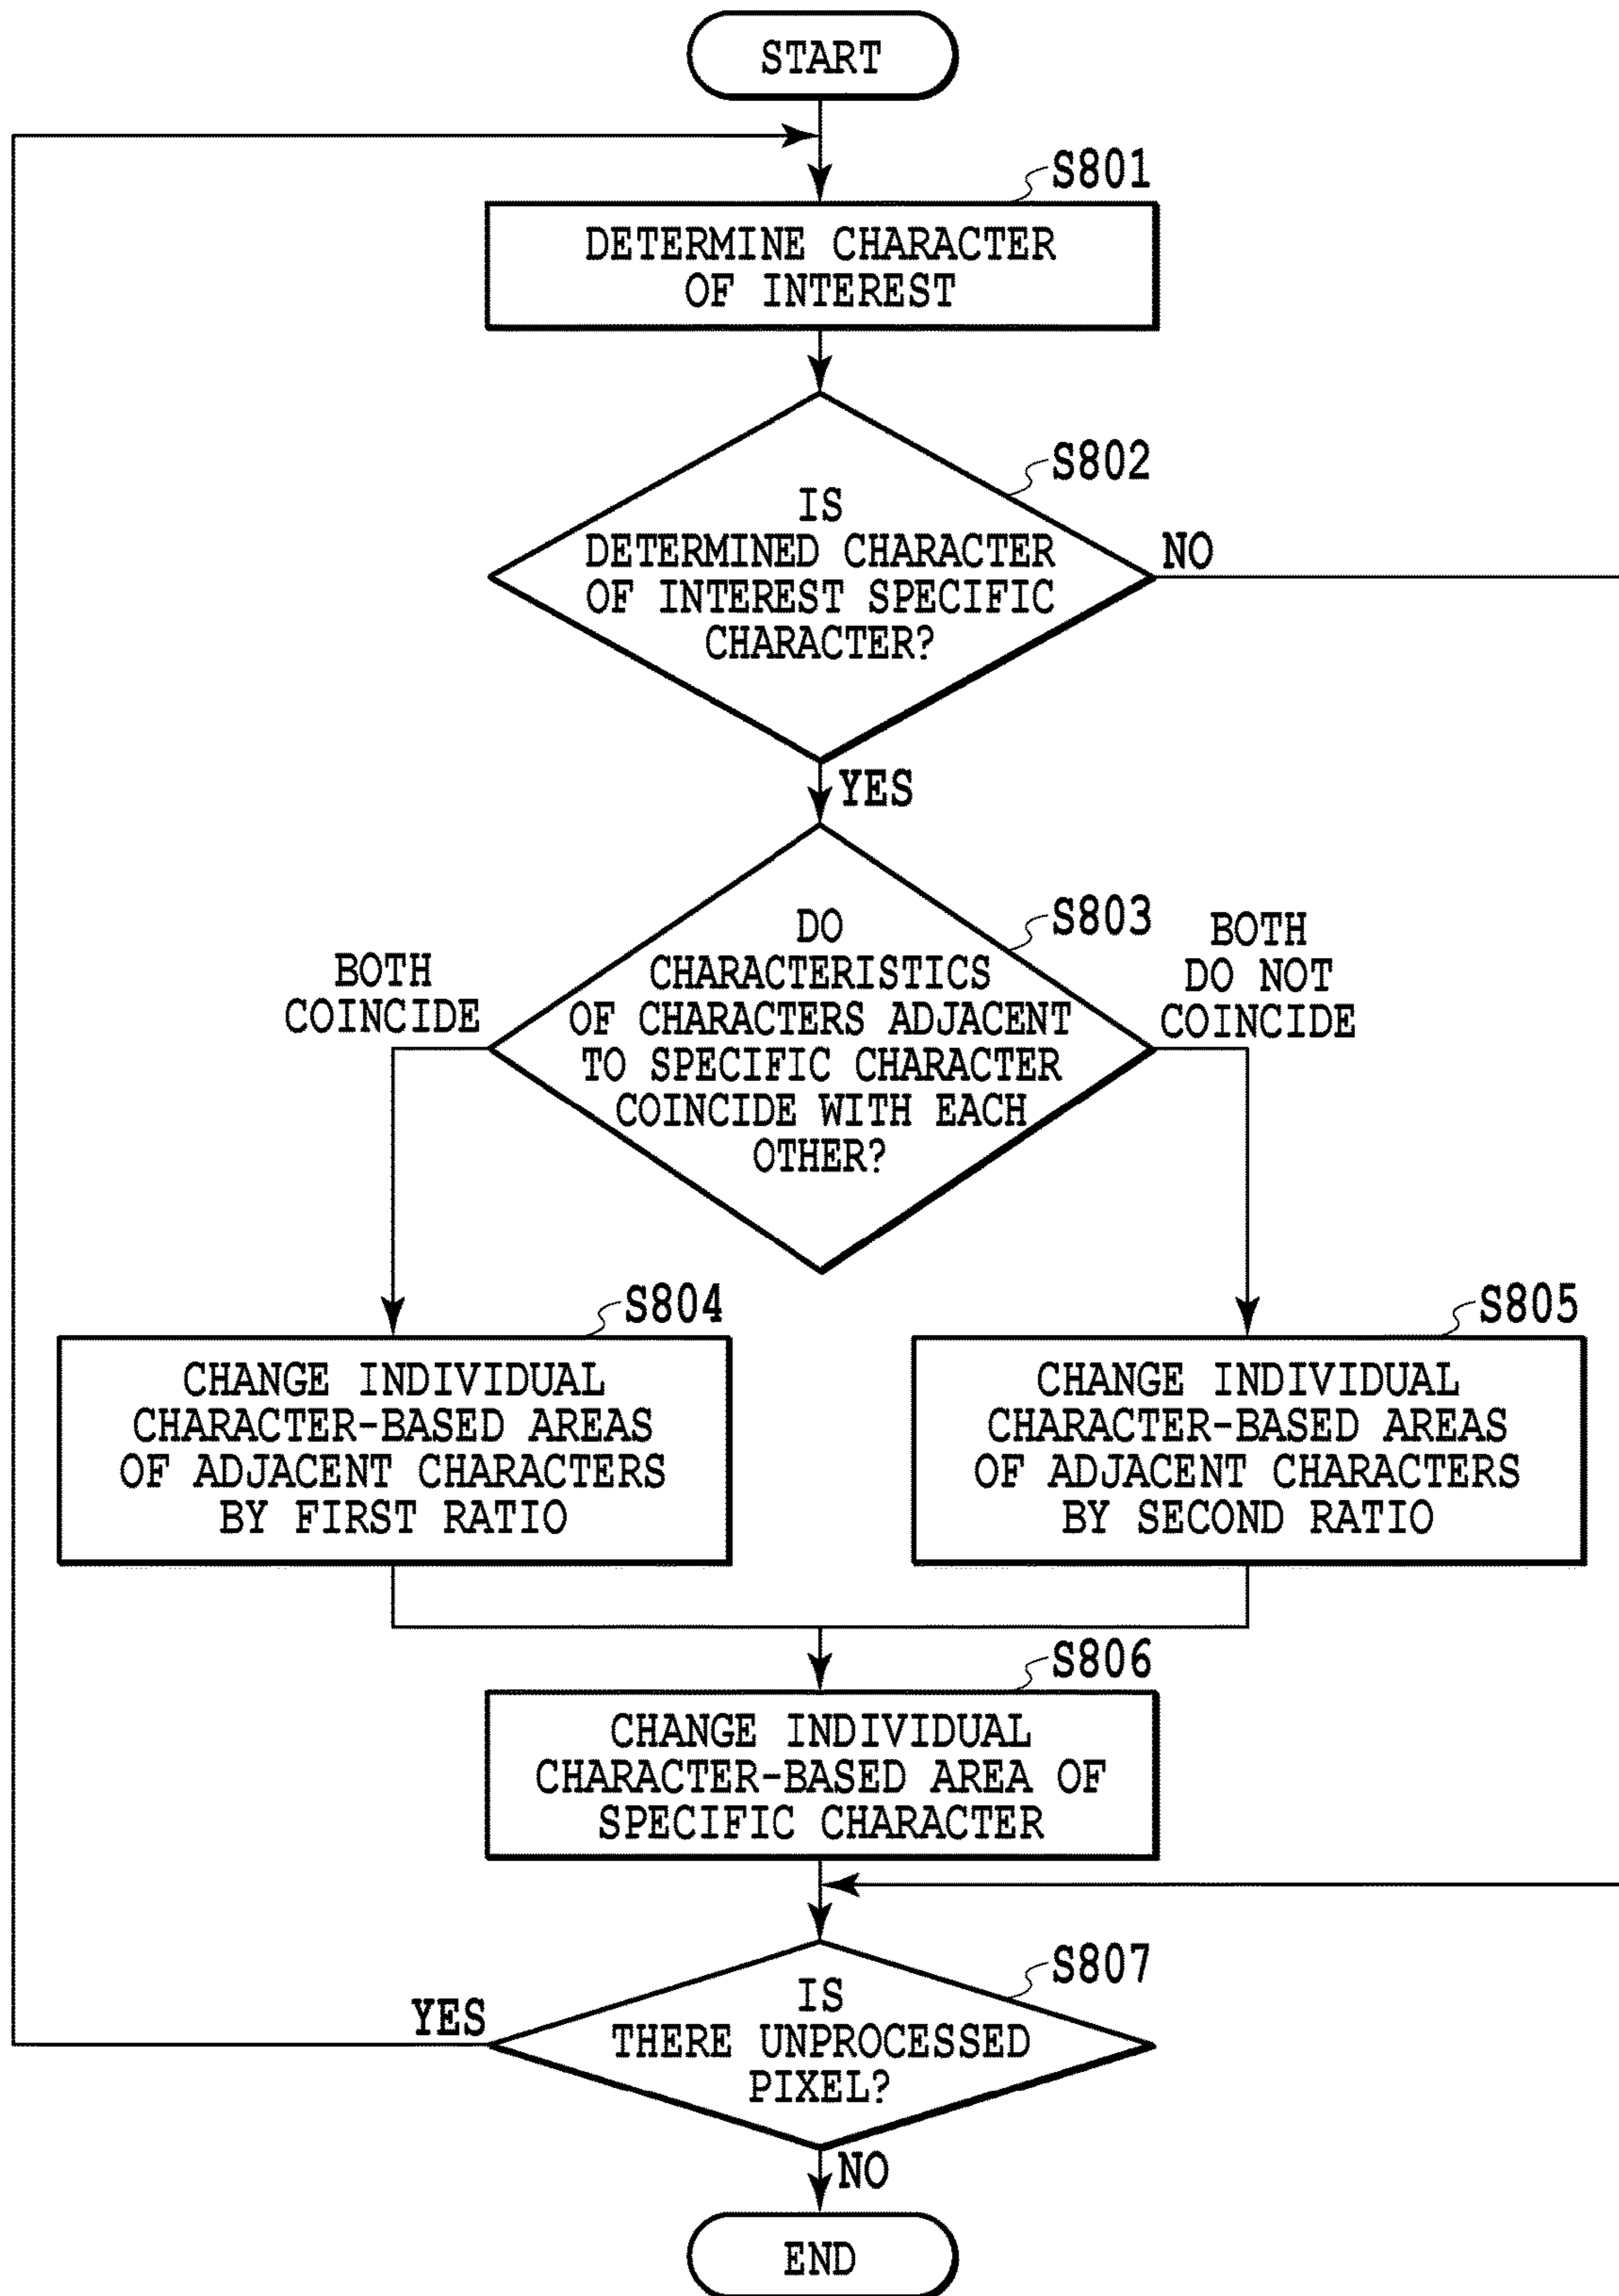 START
S801
DETERMINE CHARACTER
OF INTEREST
S802
IS
DETERMINED CHARACTER
OF INTEREST SPECIFIC
CHARACTER?
NO
YES
S803
DO
CHARACTERISTICS
OF CHARACTERS ADJACENT
TO SPECIFIC CHARACTER
COINCIDE WITH EACH
OTHER?
BOTH
COINCIDE
BOTH
DO NOT
COINCIDE
S804
CHANGE INDIVIDUAL
CHARACTER-BASED AREAS
OF ADJACENT CHARACTERS
BY FIRST RATIO
S805
CHANGE INDIVIDUAL
CHARACTER-BASED AREAS
OF ADJACENT CHARACTERS
BY SECOND RATIO
S806
CHANGE INDIVIDUAL
CHARACTER-BASED AREA OF
SPECIFIC CHARACTER
S807
IS
THERE UNPROCESSED
PIXEL?
YES
NO
END